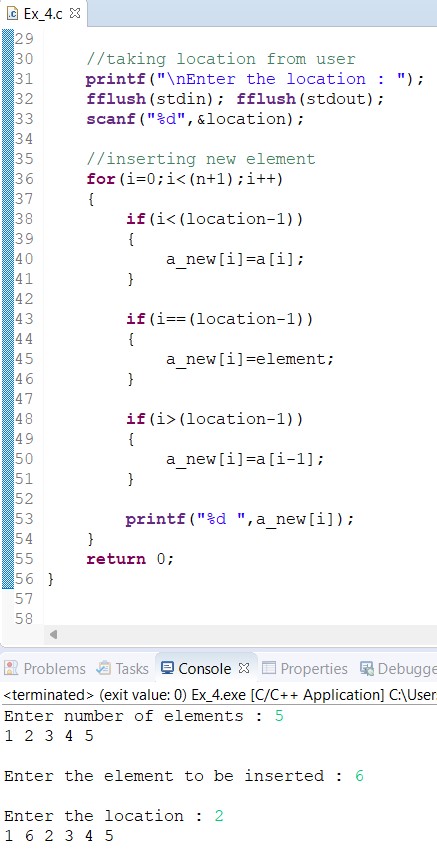 Ex_4.c
29
30 //taking location from user
31 printf("\nEnter the location : ");
32 fflush(stdin); fflush(stdout);
33 scanf("%d",&location);
34
35 //inserting new element
36 for(i=0;i<(n+1);i++)
37 {
38 if(i<(location-1))
39 {
40 a_new[i]=a[i];
41 }
42
43 if(i==(location-1))
44 {
45 a_new[i]=element;
46 }
47
48 if(i>(location-1))
49 {
50 a_new[i]=a[i-1];
51 }
52
53 printf("%d ",a_new[i]);
54 }
55 return 0;
56 }
57
58
Problems Tasks Console Properties Debugge
<terminated> (exit value: 0) Ex_4.exe [C/C++ Application] C:\User
Enter number of elements : 5
1 2 3 4 5
Enter the element to be inserted : 6
Enter the location : 2
1 6 2 3 4 5